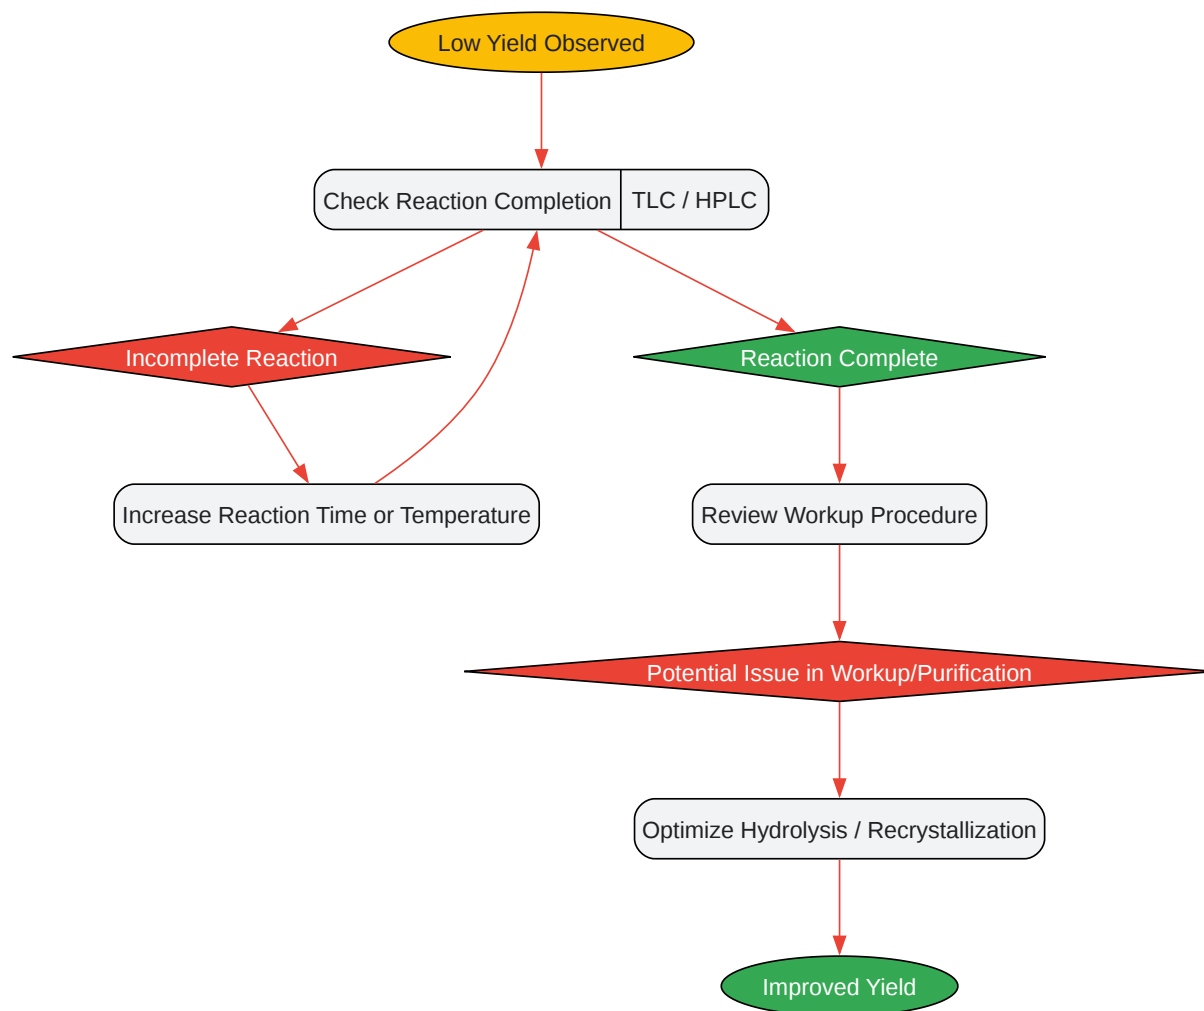 Low Yield Observed
Check Reaction Completion
TLC / HPLC
Incomplete Reaction
Reaction Complete
Increase Reaction Time or Temperature
Review Workup Procedure
Potential Issue in Workup/Purification
Optimize Hydrolysis / Recrystallization
Improved Yield